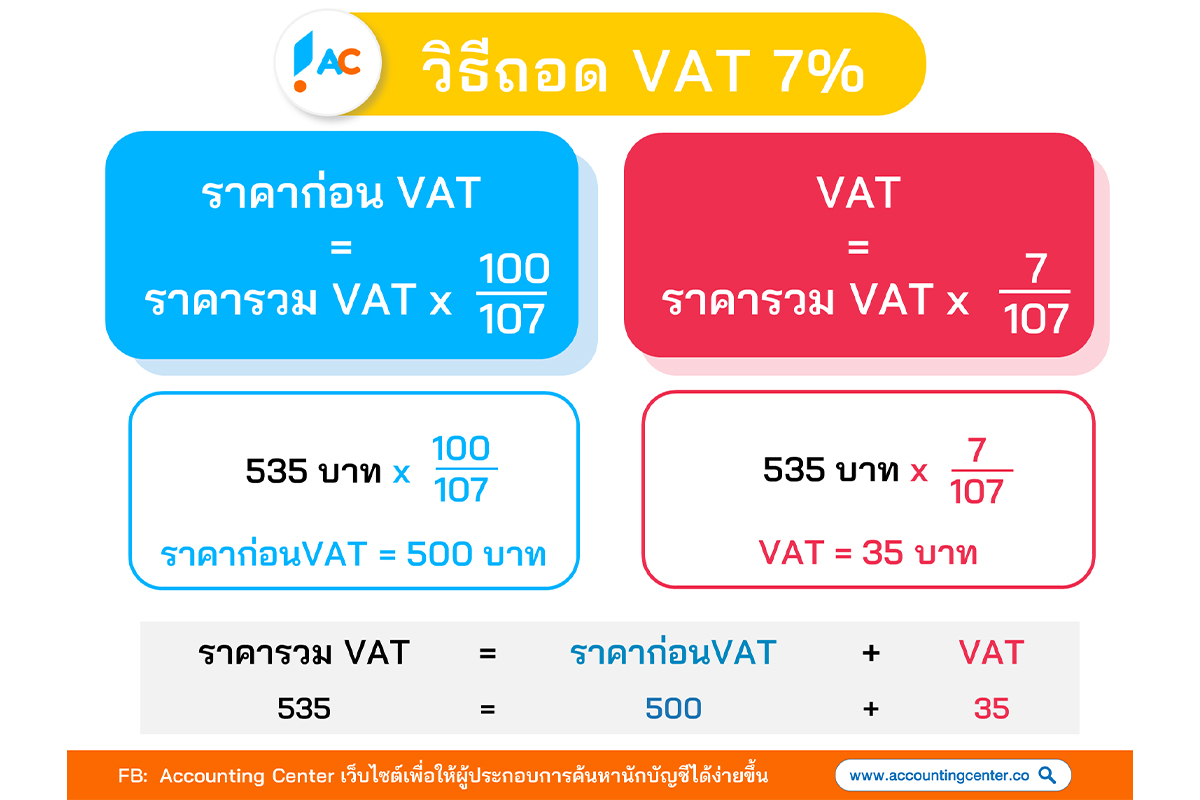 AC
วิธีถอด VAT 7%
ราคาก่อน VAT
=
ราคารวม VAT x 100/107
VAT
=
ราคารวม VAT x 7/107
535 บาท x 100/107
ราคาก่อนVAT = 500 บาท
535 บาท x 7/107
VAT = 35 บาท
ราคารวม VAT = ราคาก่อนVAT + VAT
535 = 500 + 35
FB: Accounting Center เว็บไซต์เพื่อให้ผู้ประกอบการค้นหานักบัญชีได้ง่ายขึ้น
www.accountingcenter.co